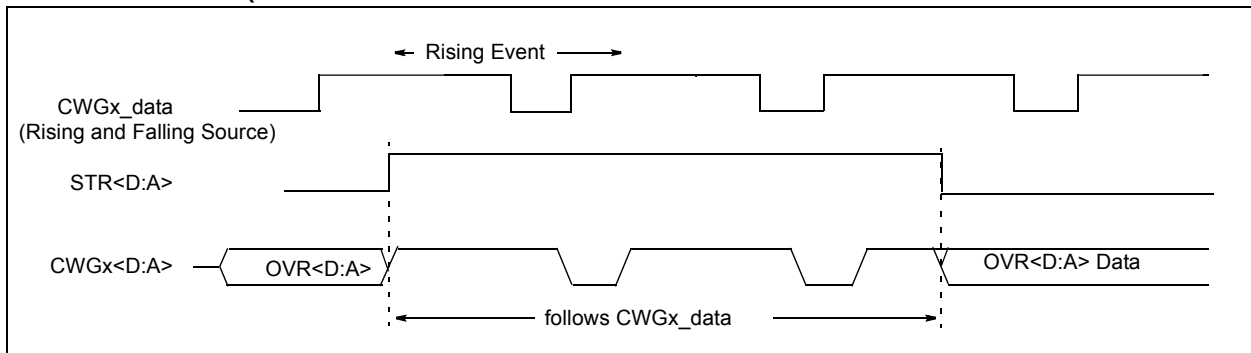 Rising Event
CWGx_data
(Rising and Falling Source)
STR<D:A>
CWGx<D:A>
OVR<D:A>
OVR<D:A> Data
follows CWGx_data